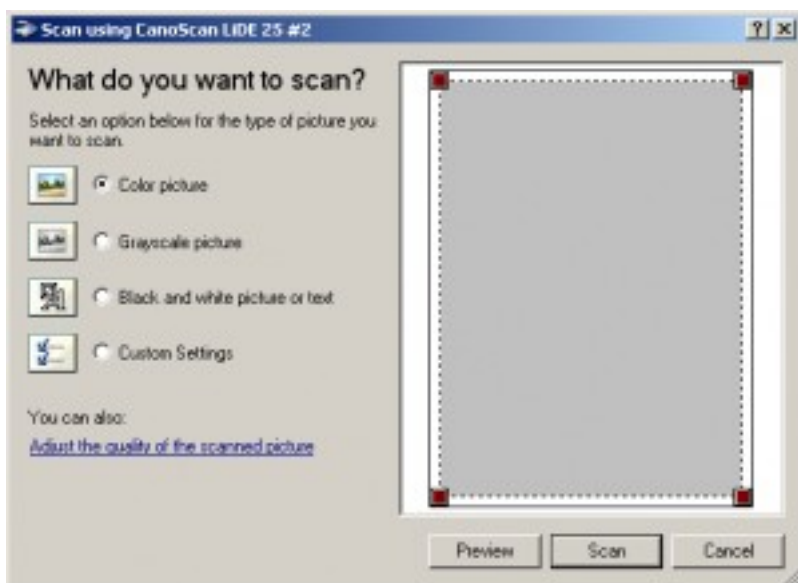 Scan using CanoScan LiDE 25 #2
What do you want to scan?
Select an option below for the type of picture you
want to scan.
Color picture
Grayscale picture
Black and white picture or text
Custom Settings
You can also:
Adjust the quality of the scanned picture
Preview
Scan
Cancel